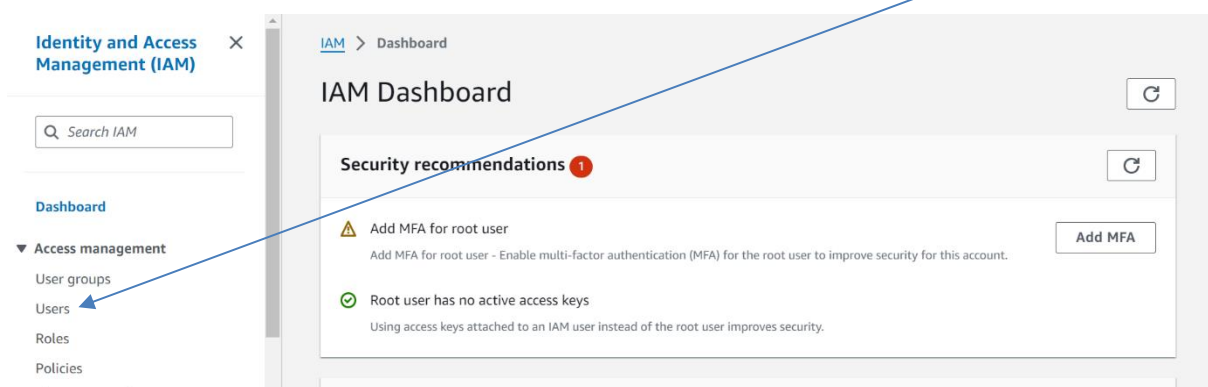 Identity and Access
Management (IAM)
Search IAM
Dashboard
Access management
User groups
Users
Roles
Policies
IAM > Dashboard
IAM Dashboard
Security recommendations 1
Add MFA for root user
Add MFA
Add MFA for root user - Enable multi-factor authentication (MFA) for the root user to improve security for this account.
Root user has no active access keys
Using access keys attached to an IAM user instead of the root user improves security.